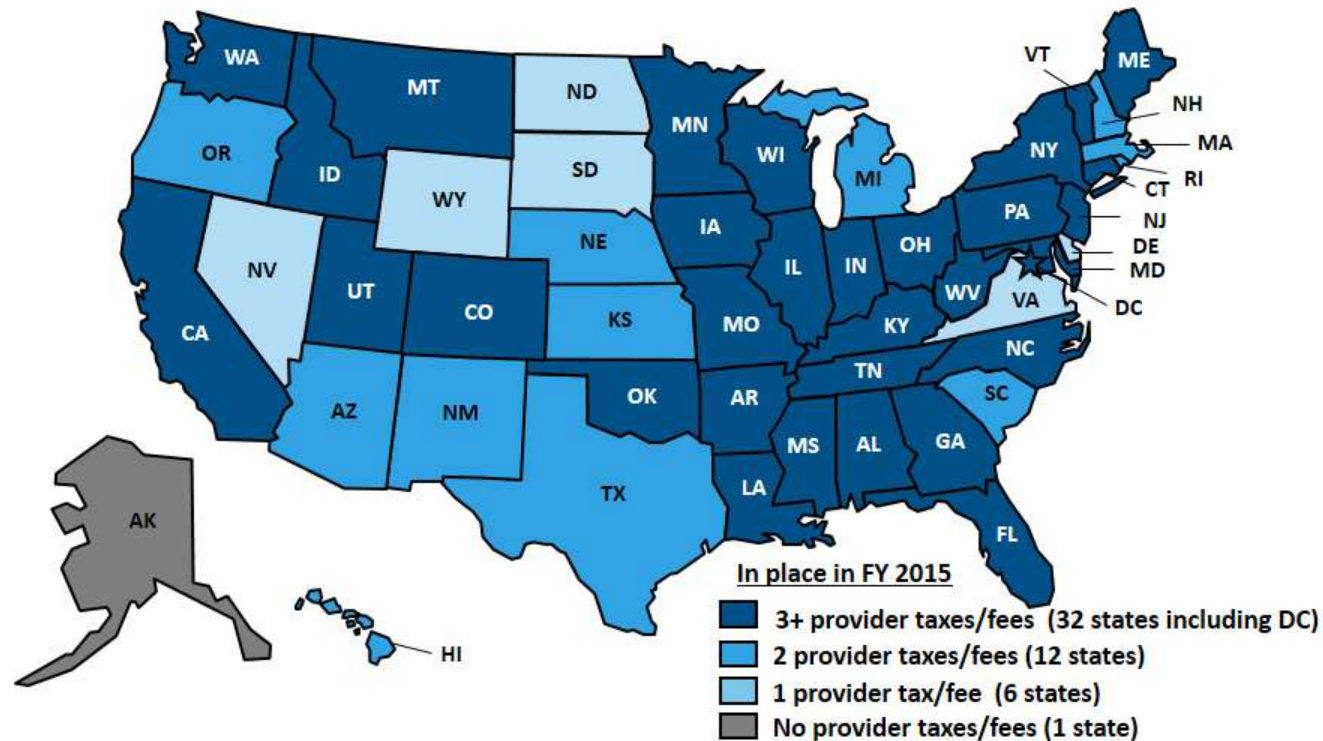 WA
MT
ND
MN
VT
ME
NH
MA
RI
CT
NJ
DE
MD
DC
OR
ID
WY
SD
WI
MI
NY
PA
NV
UT
CO
NE
IA
IL
IN
OH
WV
VA
CA
KS
MO
KY
NC
TN
AZ
NM
OK
AR
SC
MS
AL
GA
TX
LA
FL
AK
HI
In place in FY 2015
3+ provider taxes/fees (32 states including DC)
2 provider taxes/fees (12 states)
1 provider tax/fee (6 states)
No provider taxes/fees (1 state)